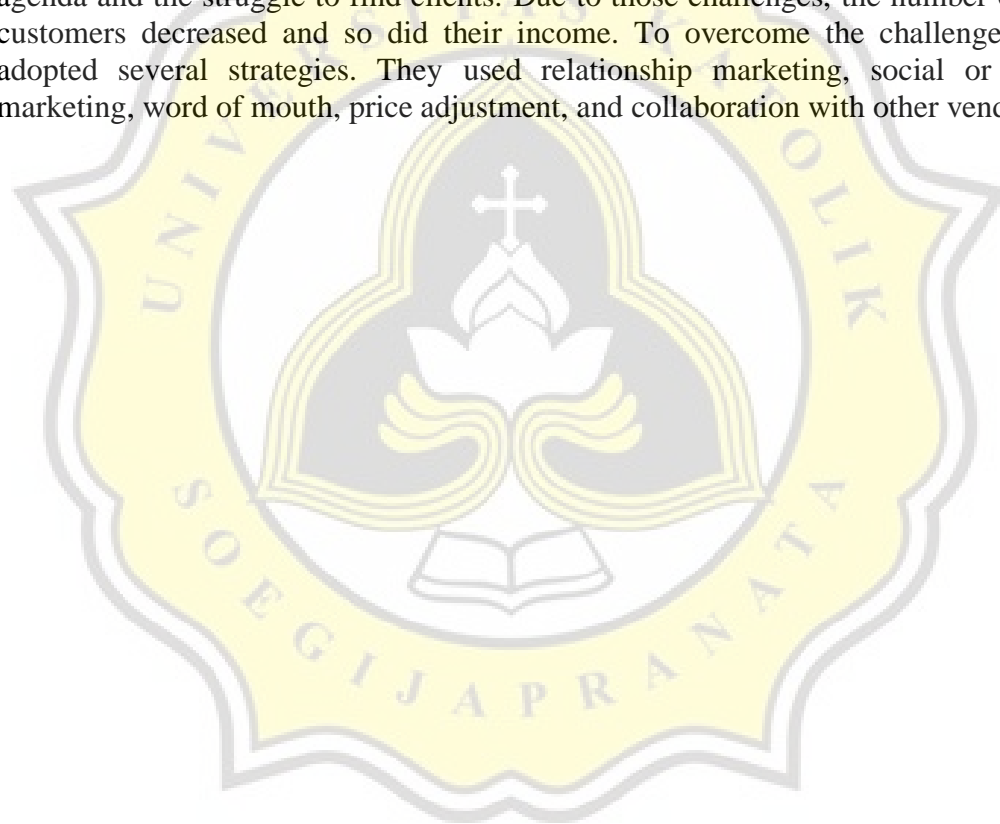 agenda and the struggle to find clients. Due to those challenges, the number
customers decreased and so did their income. To overcome the challenge
adopted several strategies. They used relationship marketing, social or
marketing, word of mouth, price adjustment, and collaboration with other
UNIVERSITAS KATOLIK
SOEGIJAPRANATA